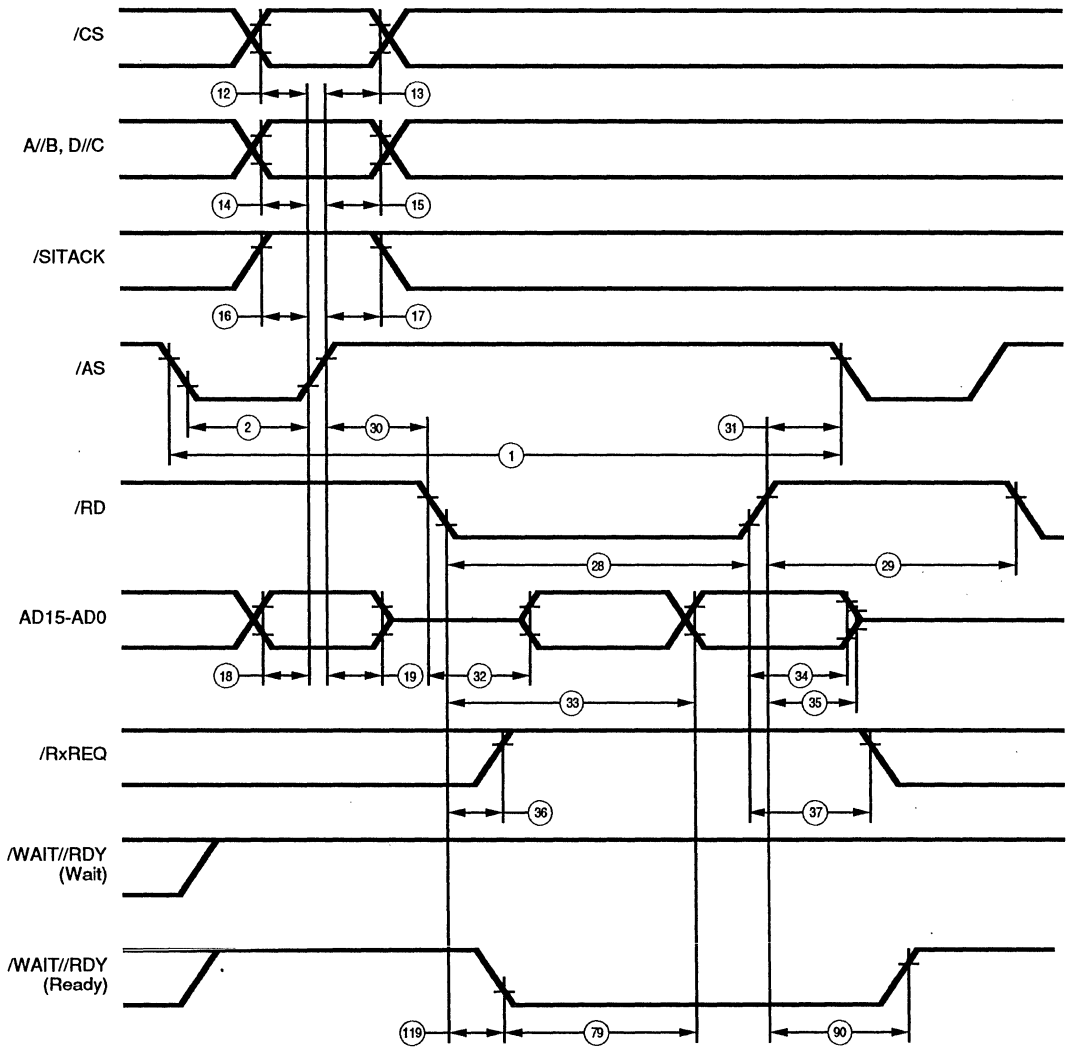 /CS
12 13
A//B, D//C
14 15
/SITACK
16 17
/AS
2 30 31
1
/RD
28 29
AD15-AD0
18 19 32 34
33 35
/RxREQ
36 37
/WAIT//RDY
(Wait)
/WAIT//RDY
(Ready)
119 79 90